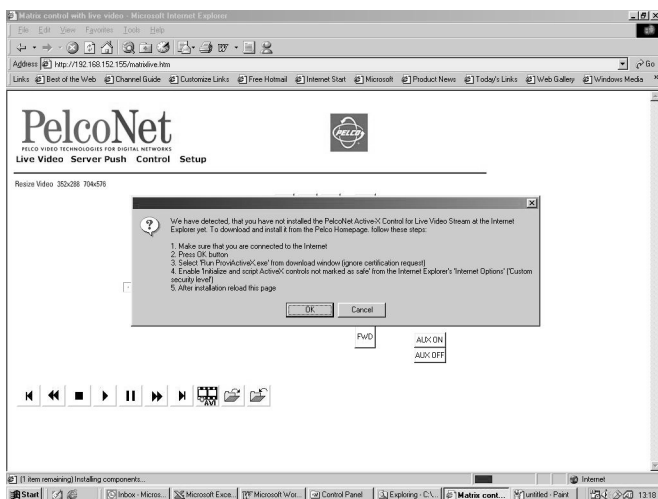 Matrix control with live video - Microsoft Internet Explorer
File Edit View Favorites Tools Help
Address http://192.168.152.155/matrixlive.htm Go
Links Best of the Web Channel Guide Customize Links Free Hotmail Internet Start Microsoft Product News Today's Links Web Gallery Windows Media
PelcoNet
PELCO VIDEO TECHNOLOGIES FOR DIGITAL NETWORKS
PELCO
Live Video Server Push Control Setup
Resize Video 352x288 704x576
We have detected, that you have not installed the PelcoNet Active-X Control for Live Video Stream at the Internet
Explorer yet. To download and install it from the Pelco Homepage. follow these steps:
1. Make sure that you are connected to the Internet
2. Press OK button
3. Select 'Run ProviActiveX.exe' from download window (ignore certification request)
4. Enable 'Initialize and script ActiveX controls not marked as safe' from the Internet Explorer's 'Internet Options' ('Custom
security level')
5. After installation reload this page
OK Cancel
FWD
AUX ON
AUX OFF
AVI
(1 item remaining) Installing components... Internet
Start Inbox - Micros... Microsoft Exce... Microsoft Wor... Control Panel Exploring - C:\... Matrix cont... untitled - Paint 13:18